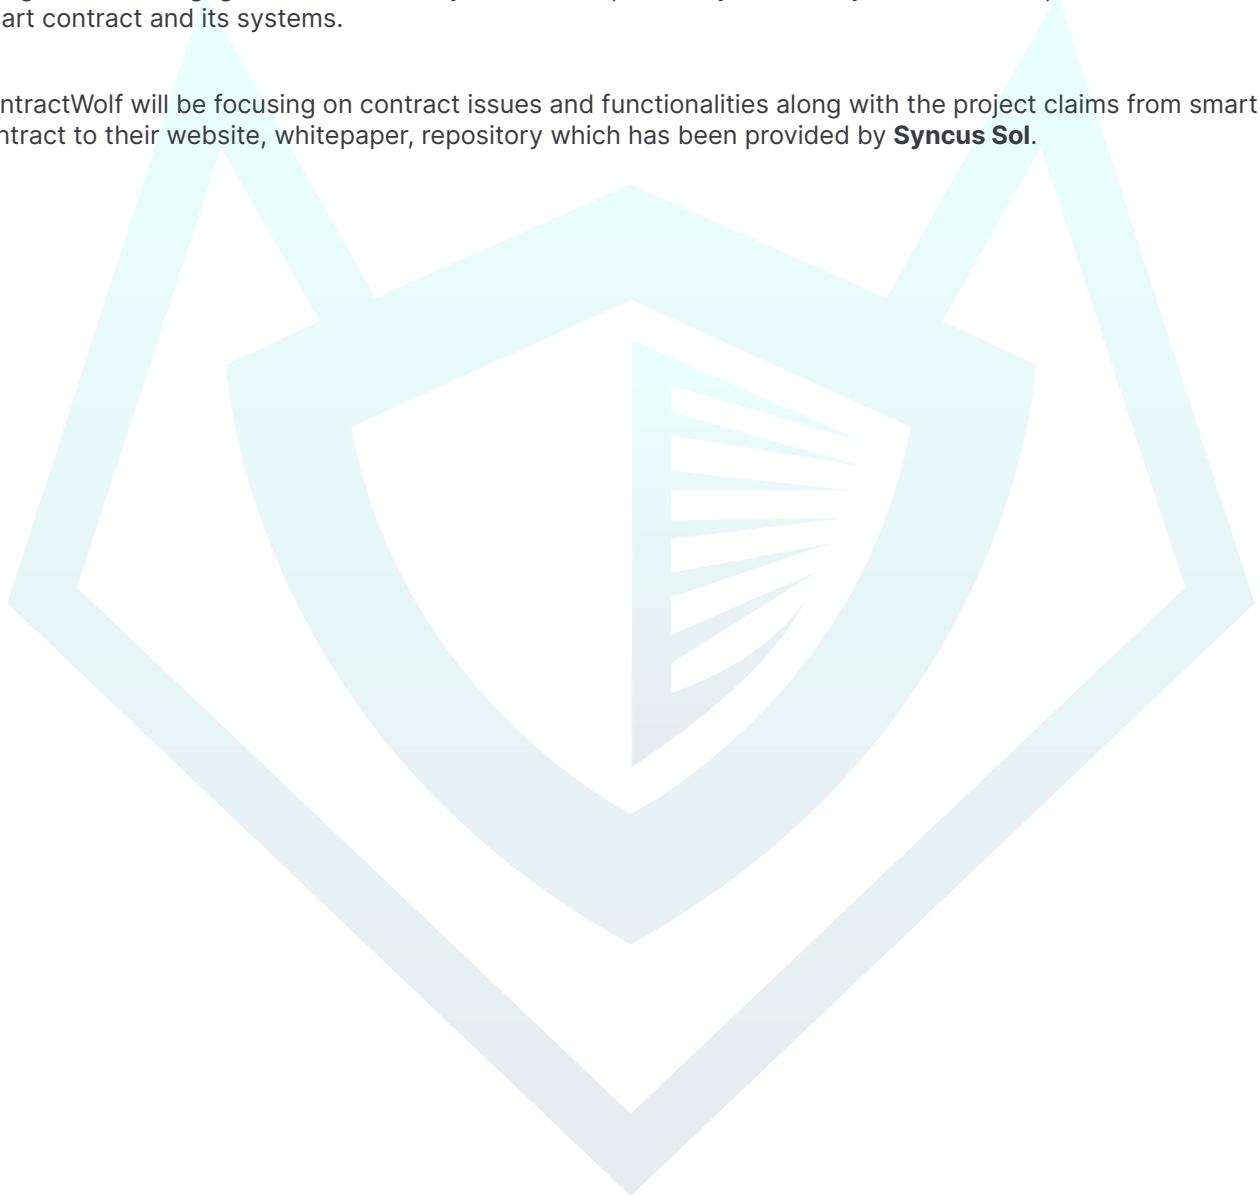 art contract and its systems.
ntractWolf will be focusing on contract issues and functionalities along with the project claims from smart
ntract to their website, whitepaper, repository which has been provided by Syncus Sol.